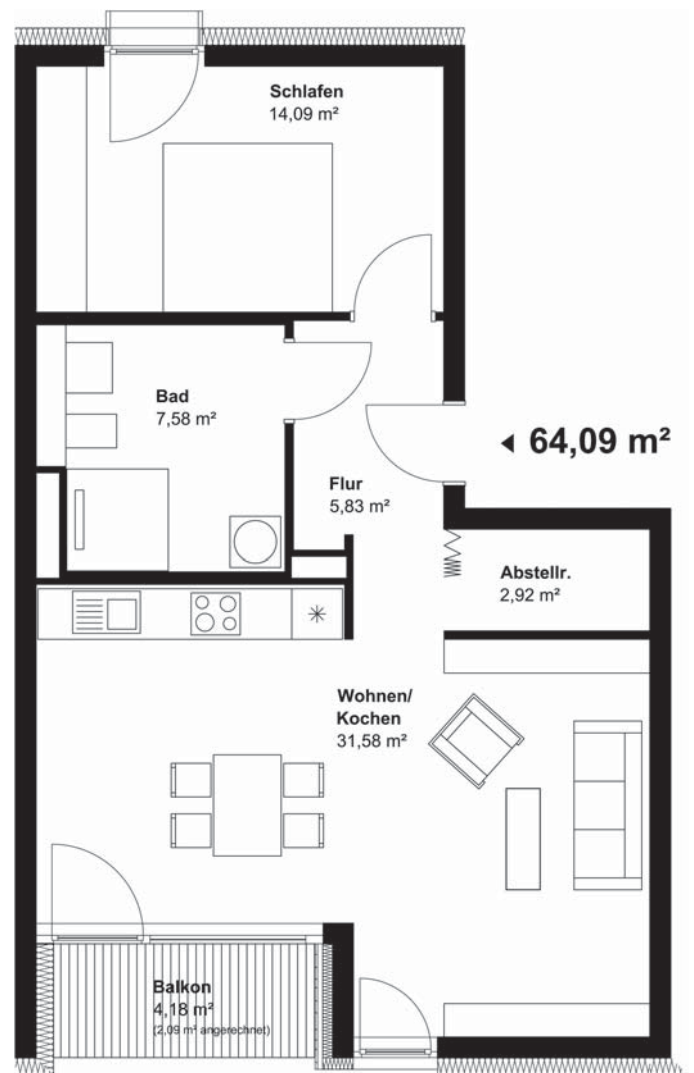 Schlafen
14,09 m²
Bad
7,58 m²
◄ 64,09 m²
Flur
5,83 m²
Abstellr.
2,92 m²
Wohnen/
Kochen
31,58 m²
Balkon
4,18 m²
(2,09 m² angerechnet)